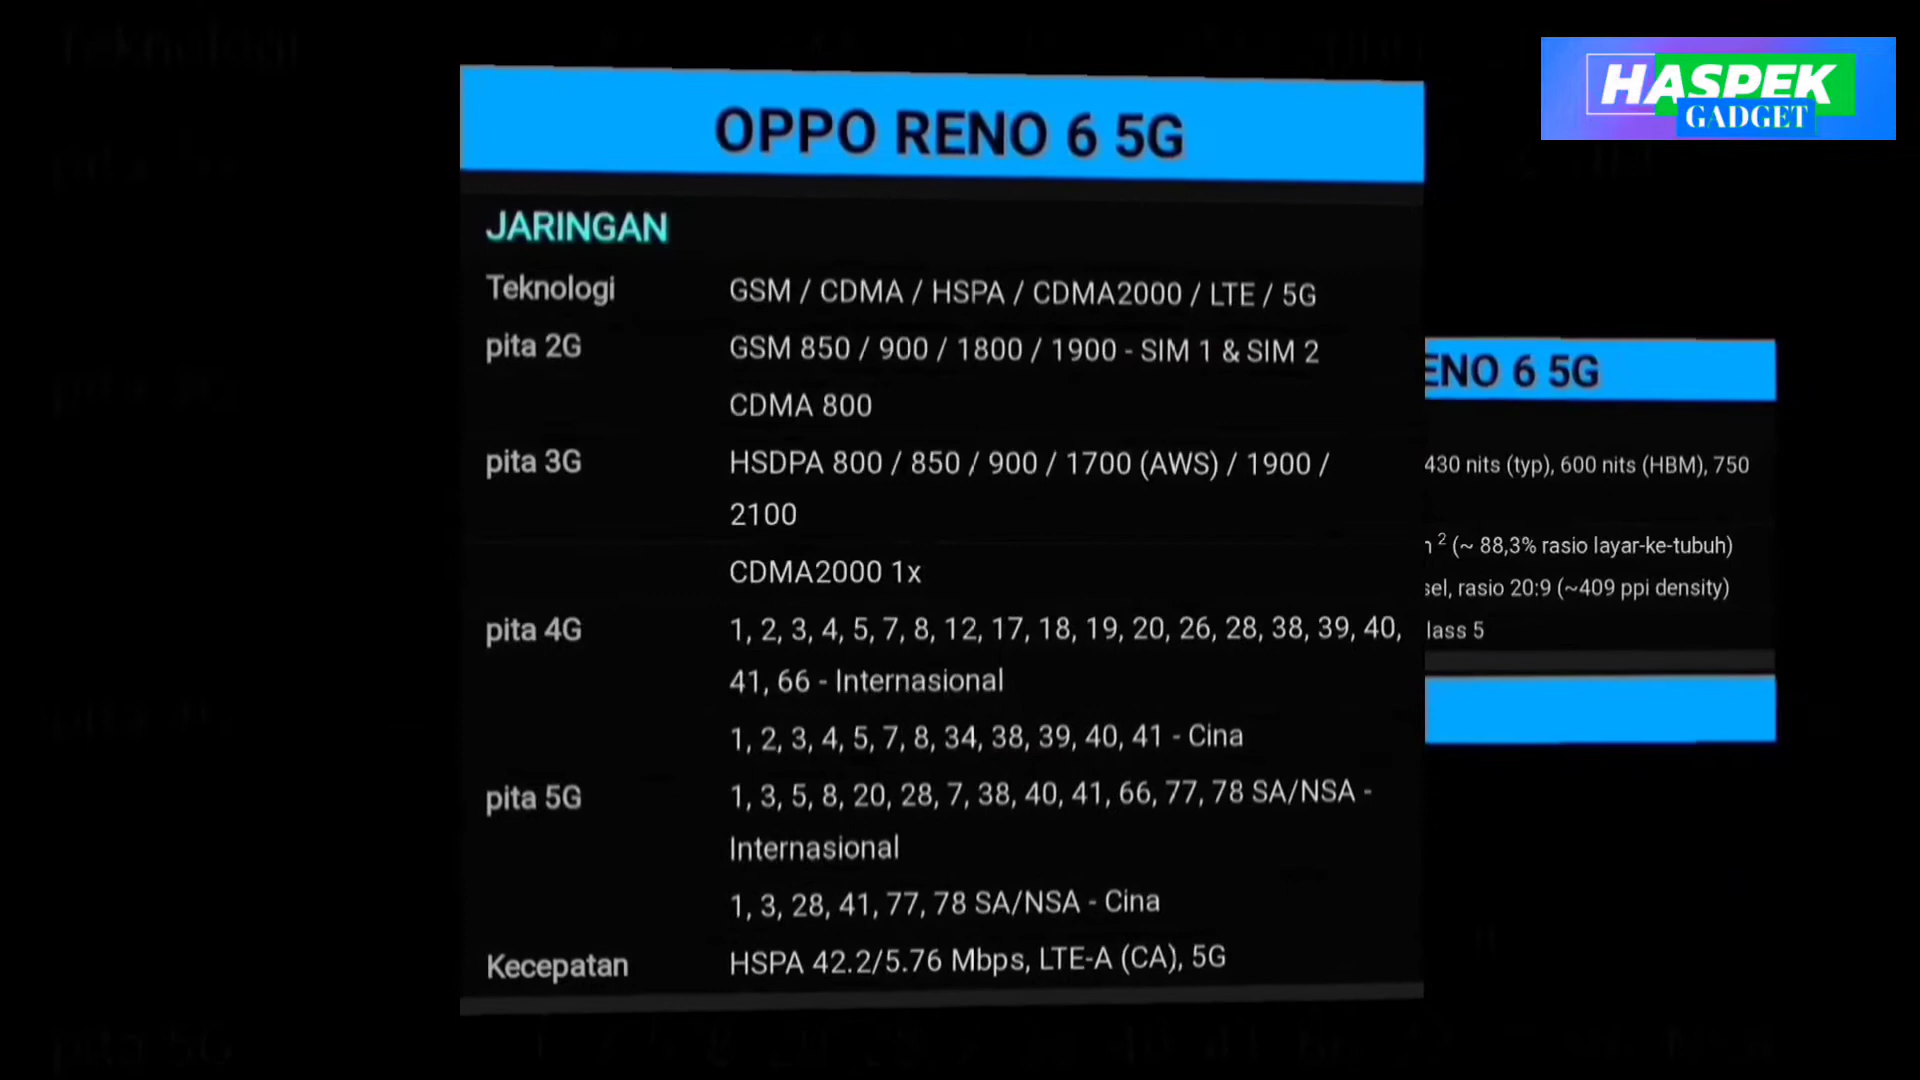 HASPEK
GADGET
OPPO RENO 6 5G
JARINGAN
Teknologi GSM / CDMA / HSPA / CDMA2000 / LTE / 5G
pita 2G GSM 850 / 900 / 1800 / 1900 - SIM 1 & SIM 2
CDMA 800
pita 3G HSDPA 800 / 850 / 900 / 1700 (AWS) / 1900 /
2100
CDMA2000 1x
pita 4G 1, 2, 3, 4, 5, 7, 8, 12, 17, 18, 19, 20, 26, 28, 38, 39, 40,
41, 66 - Internasional
1, 2, 3, 4, 5, 7, 8, 34, 38, 39, 40, 41 - Cina
pita 5G 1, 3, 5, 8, 20, 28, 7, 38, 40, 41, 66, 77, 78 SA/NSA -
Internasional
1, 3, 28, 41, 77, 78 SA/NSA - Cina
Kecepatan HSPA 42.2/5.76 Mbps, LTE-A (CA), 5G
ENO 6 5G
430 nits (typ), 600 nits (HBM), 750
2 (~ 88,3% rasio layar-ke-tubuh)
sel, rasio 20:9 (~409 ppi density)
lass 5